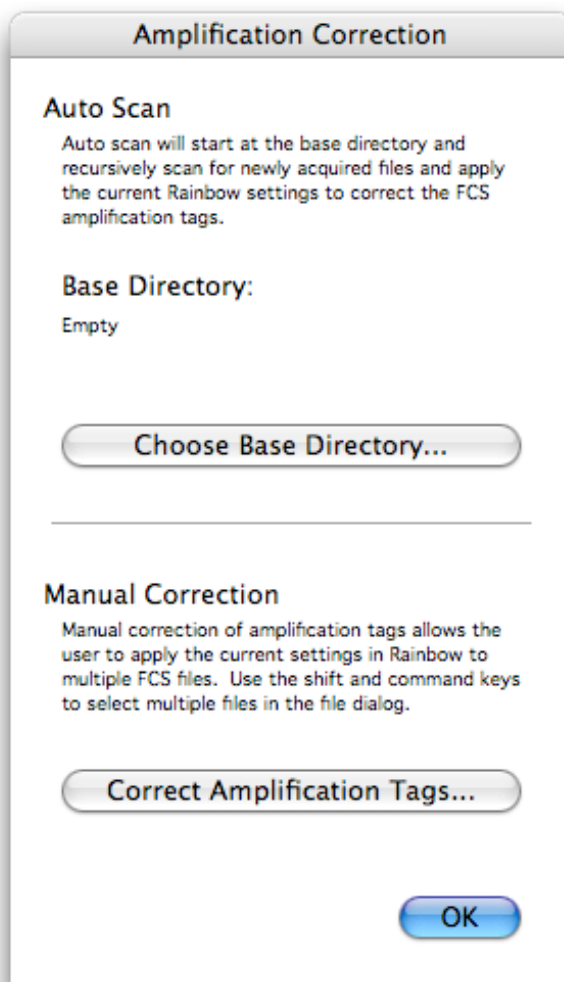 Amplification Correction
Auto Scan
Auto scan will start at the base directory and
recursively scan for newly acquired files and apply
the current Rainbow settings to correct the FCS
amplification tags.
Base Directory:
Empty
Choose Base Directory...
Manual Correction
Manual correction of amplification tags allows the
user to apply the current settings in Rainbow to
multiple FCS files.  Use the shift and command keys
to select multiple files in the file dialog.
Correct Amplification Tags...
OK